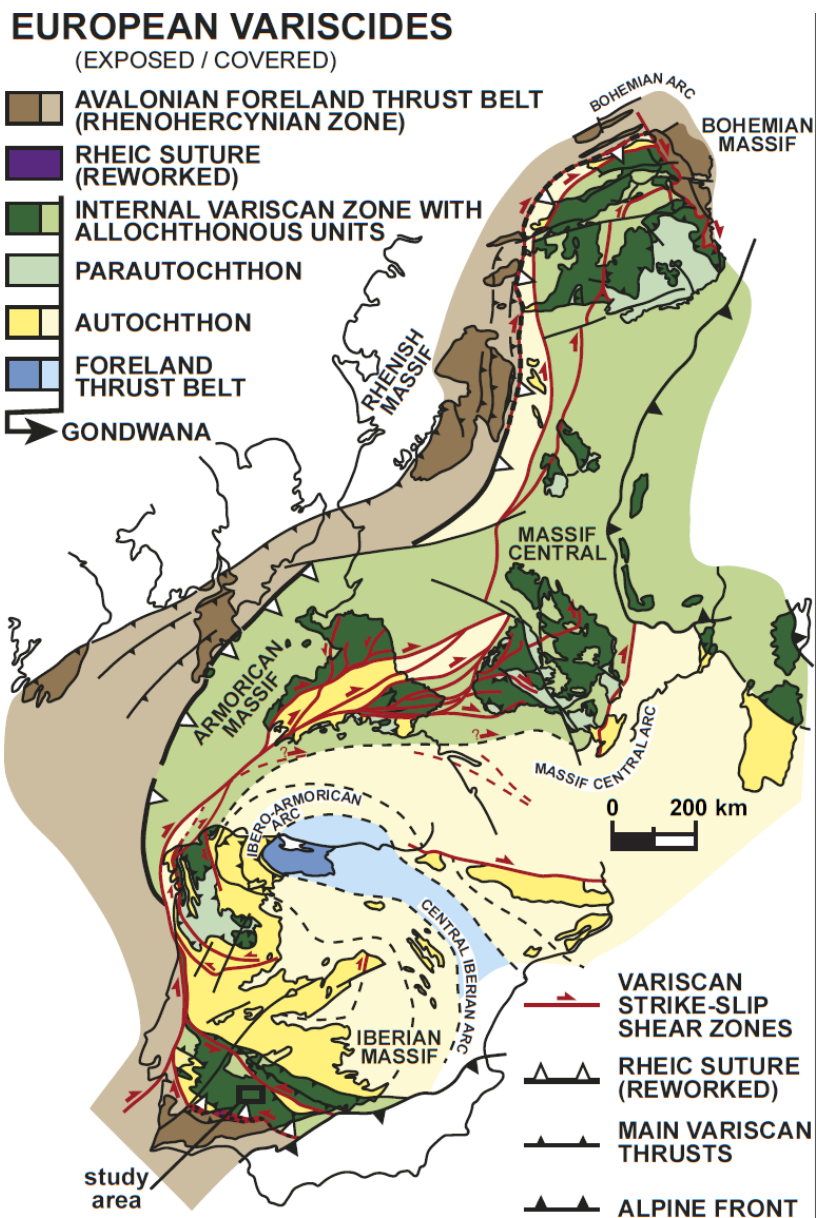 EUROPEAN VARISCIDES
(EXPOSED / COVERED)
AVALONIAN FORELAND THRUST BELT
(RHENOHERCYNIAN ZONE)
RHEIC SUTURE
(REWORKED)
INTERNAL VARISCAN ZONE WITH
ALLOCHTHONOUS UNITS
PARAUTOCHTHON
AUTOCHTHON
FORELAND
THRUST BELT
GONDWANA
BOHEMIAN ARC
BOHEMIAN
MASSIF
RHENISH
MASSIF
MASSIF
CENTRAL
ARMORICAN
MASSIF
?
?
MASSIF CENTRAL ARC
0 200 km
IBERO-ARMORICAN
ARC
CENTRAL IBERIAN ARC
IBERIAN
MASSIF
study
area
VARISCAN
STRIKE-SLIP
SHEAR ZONES
RHEIC SUTURE
(REWORKED)
MAIN VARISCAN
THRUSTS
ALPINE FRONT